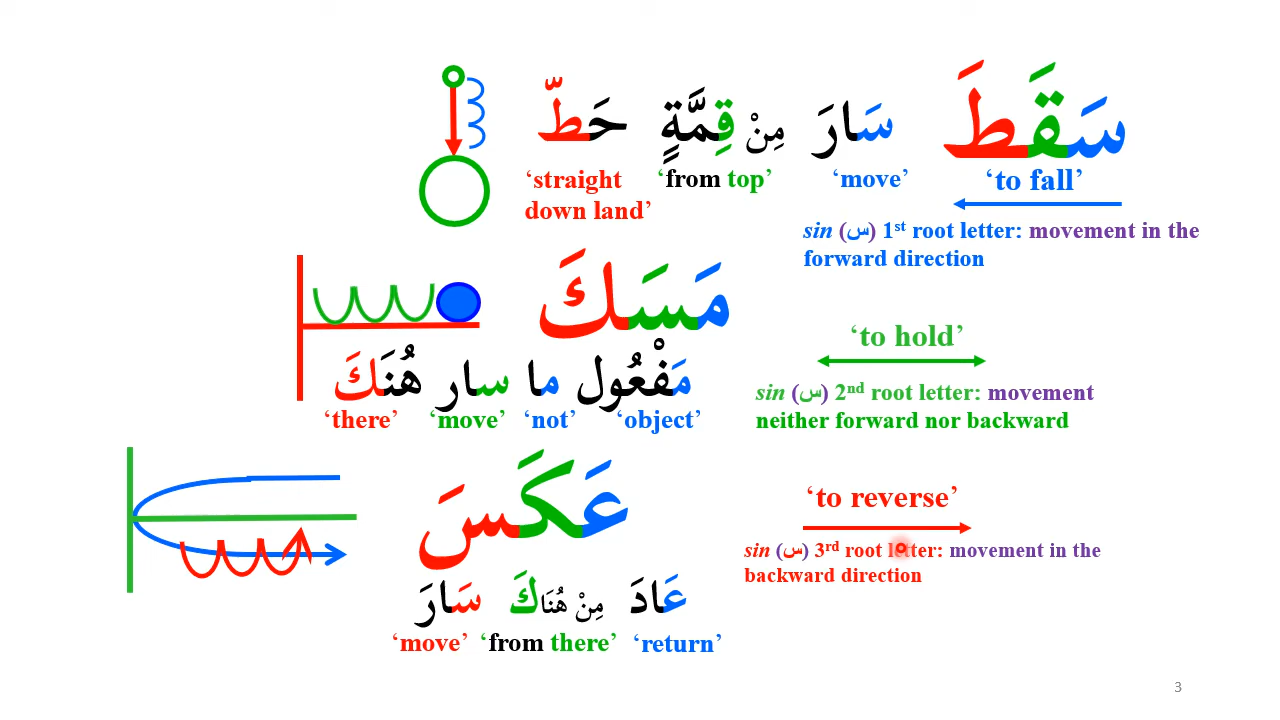 سَقَطَ سَارَ مِنْ قِمَّةٍ حَطّ
‘to fall’ ‘move’ ‘from top’ ‘straight down land’
sin (س) 1st root letter: movement in the
forward direction
مَسَكَ
‘to hold’
مَفْعُول ما سار هُنَكَ
‘there’ ‘move’ ‘not’ ‘object’
sin (س) 2nd root letter: movement
neither forward nor backward
عَكَسَ
‘to reverse’
sin (س) 3rd root letter: movement in the
backward direction
عَادَ مِنْ هُنَاكَ سَارَ
‘move’ ‘from there’ ‘return’
3